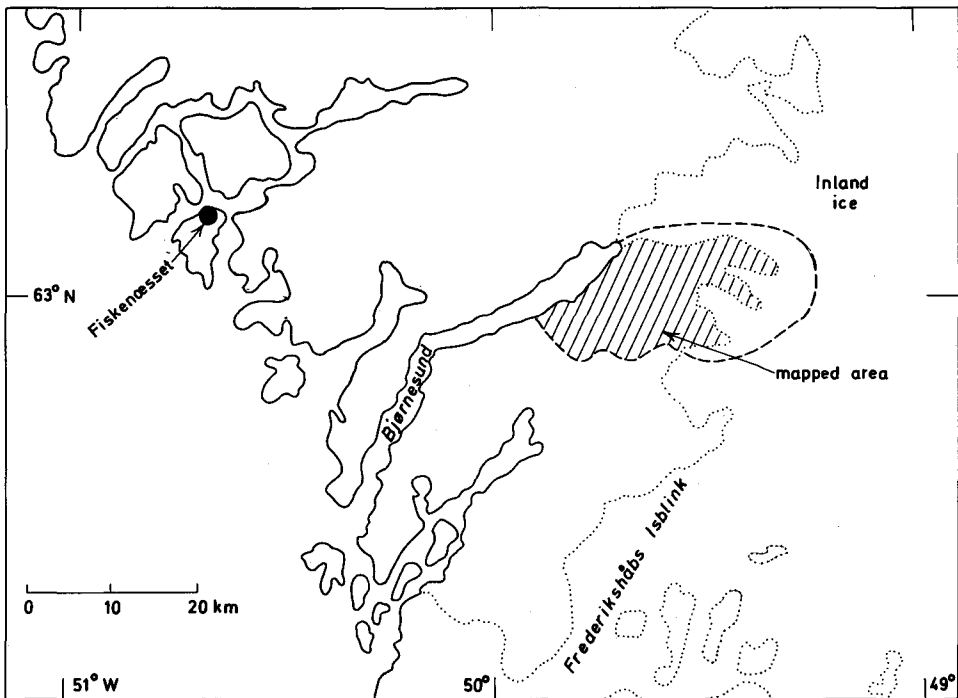 Inland
ice
63° N
Fiskenæsset
Bjørnesund
mapped area
Frederikshåbs Isblink
0 10 20 km
51° W 50° 49°